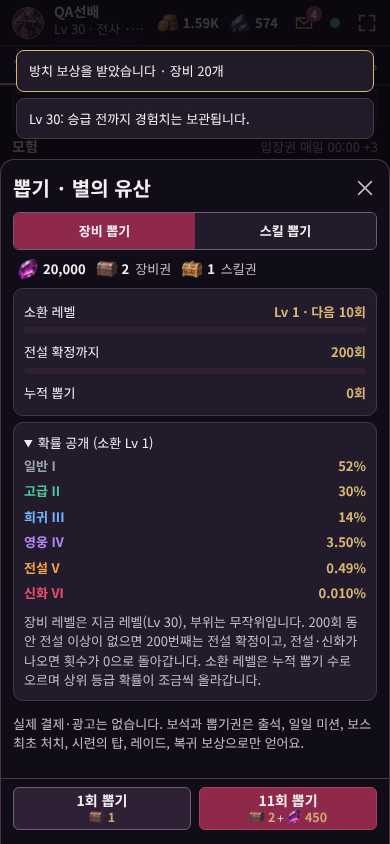 QA선배
Lv 30 · 전사 · ···
1.59K
574
4
방치 보상을 받았습니다 · 장비 20개
Lv 30: 승급 전까지 경험치는 보관됩니다.
모험
입장권 매일 00:00 +3
뽑기 · 별의 유산
장비 뽑기
스킬 뽑기
20,000
2 장비권
1 스킬권
소환 레벨
Lv 1 · 다음 10회
전설 확정까지
200회
누적 뽑기
0회
▼ 확률 공개 (소환 Lv 1)
일반 I
52%
고급 II
30%
희귀 III
14%
영웅 IV
3.50%
전설 V
0.49%
신화 VI
0.010%
장비 레벨은 지금 레벨(Lv 30), 부위는 무작위입니다. 200회 동
안 전설 이상이 없으면 200번째는 전설 확정이고, 전설·신화가
나오면 횟수가 0으로 돌아갑니다. 소환 레벨은 누적 뽑기 수로
오르며 상위 등급 확률이 조금씩 올라갑니다.
실제 결제·광고는 없습니다. 보석과 뽑기권은 출석, 일일 미션, 보스
최초 처치, 시련의 탑, 레이드, 복귀 보상으로만 얻어요.
1회 뽑기
1
11회 뽑기
2 + 450